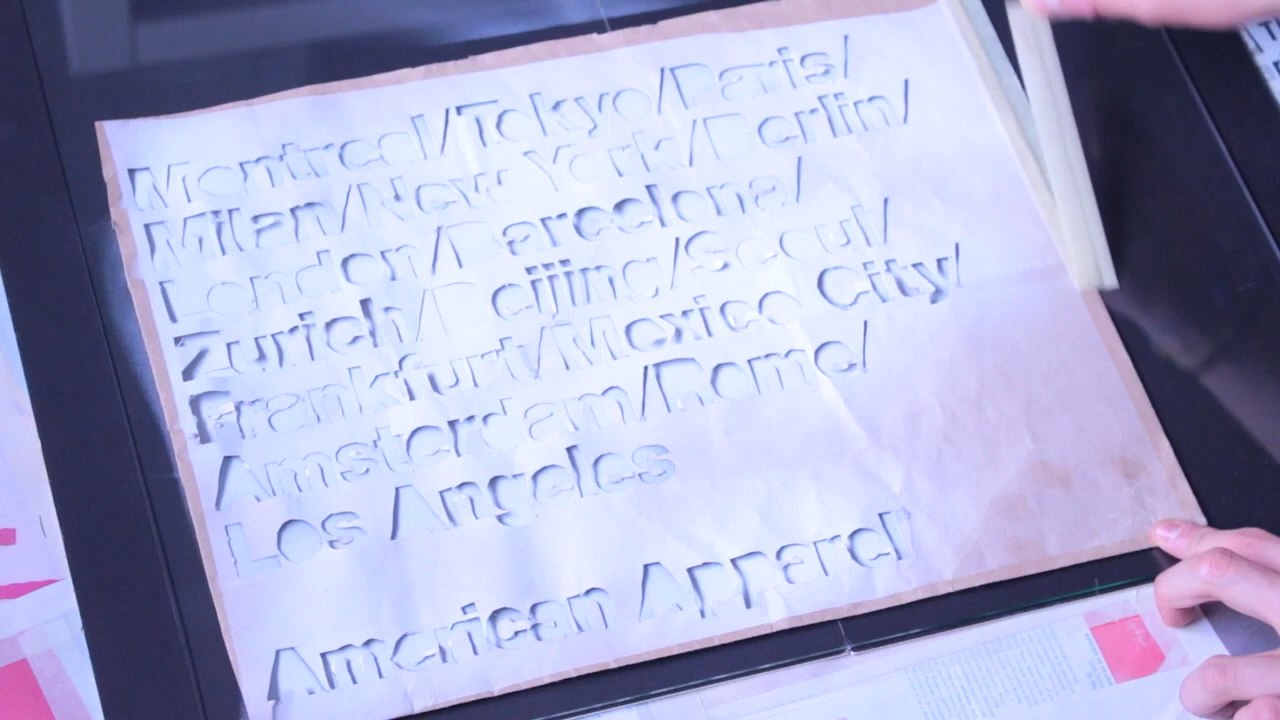 Montreal/Tokyo/Paris/
Milan/New York/Berlin/
London/Barcelona/
Zurich/Beijing/Seoul/
Frankfurt/Mexico City/
Amsterdam/Rome/
Los Angeles
American Apparel